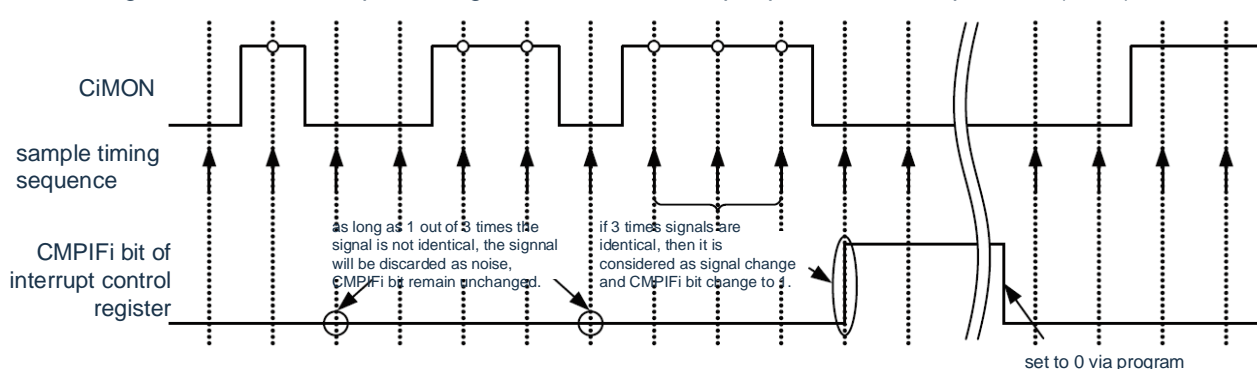 CiMON
sample timing
sequence
as long as 1 out of 3 times the
signal is not identical, the signnal
will be discarded as noise,
CMPIFi bit remain unchanged.
if 3 times signals are
identical, then it is
considered as signal change
and CMPIFi bit change to 1.
CMPIFi bit of
interrupt control
register
set to 0 via program